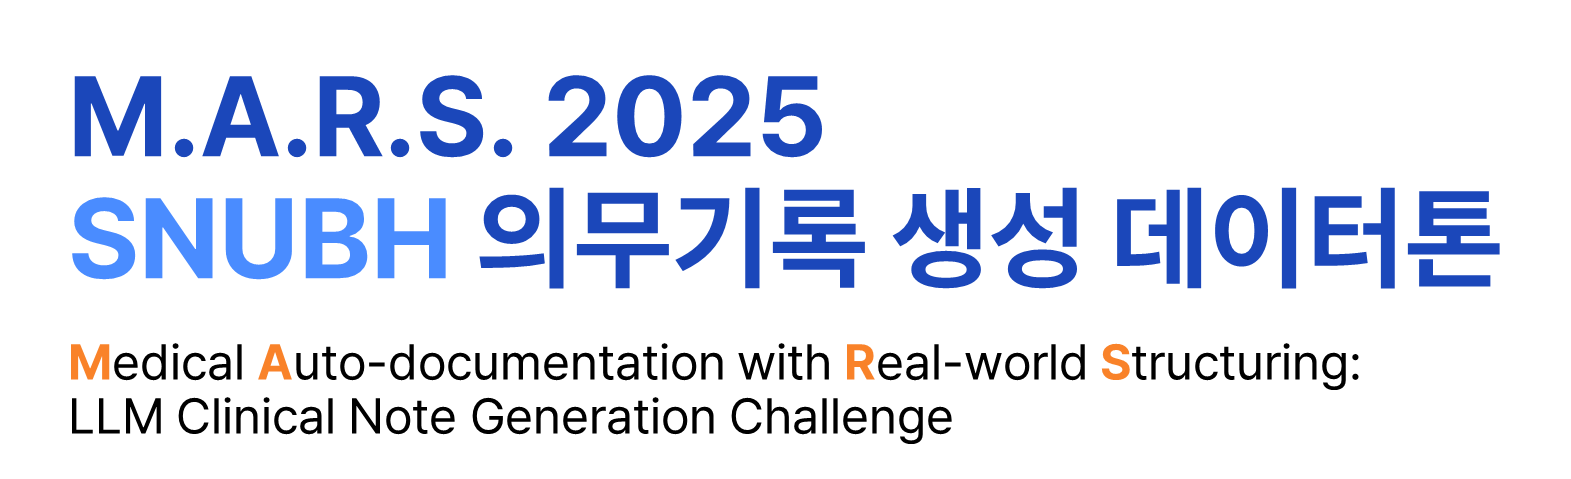 M.A.R.S. 2025
SNUBH 의무기록 생성 데이터톤
Medical Auto-documentation with Real-world Structuring:
LLM Clinical Note Generation Challenge